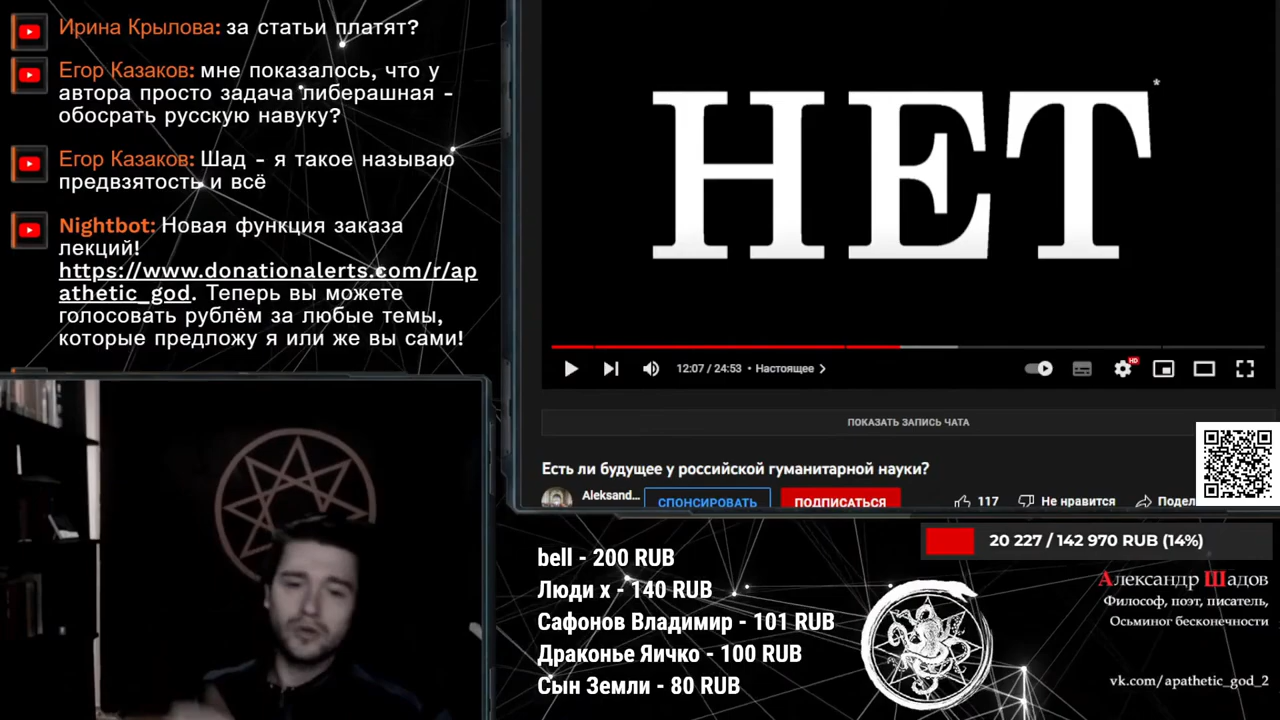 Ирина Крылова: за статьи платят?
Егор Казаков: мне показалось, что у
автора просто задача либерашная -
обосрать русскую навуку?
Егор Казаков: Шад - я такое называю
предвзятость и всё
Nightbot: Новая функция заказа
лекций!
https://www.donationalerts.com/r/ap
athetic_god. Теперь вы можете
голосовать рублём за любые темы,
которые предложу я или же вы сами!
НЕТ*
12:07 / 24:53 • Настоящее
HD
ПОКАЗАТЬ ЗАПИСЬ ЧАТА
Есть ли будущее у российской гуманитарной науки?
Aleksand...
СПОНСИРОВАТЬ
ПОДПИСАТЬСЯ
117
Не нравится
Подел
20 227 / 142 970 RUB (14%)
bell - 200 RUB
Люди х - 140 RUB
Сафонов Владимир - 101 RUB
Драконье Яичко - 100 RUB
Сын Земли - 80 RUB
Александр Шадов
Философ, поэт, писатель,
Осьминог бесконечности
vk.com/apathetic_god_2